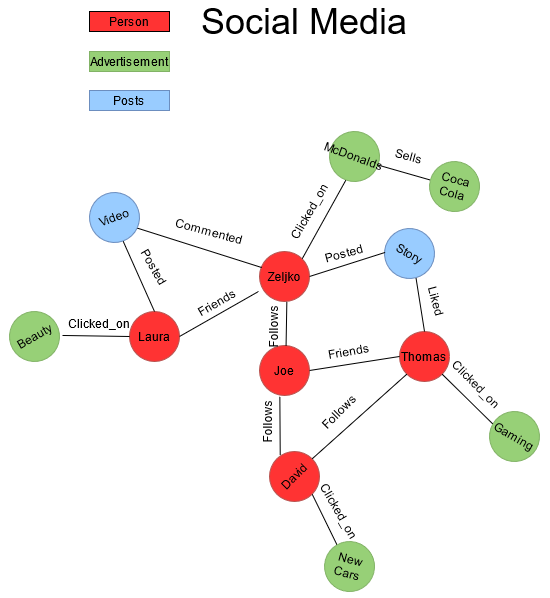 Social Media
Person
Advertisement
Posts
McDonalds
Sells
Coca
Cola
Clicked_on
Video
Commented
Posted
Story
Posted
Zeljko
Friends
Liked
Clicked_on
Beauty
Laura
Follows
Friends
Thomas
Joe
Clicked_on
Follows
Follows
Gaming
David
Clicked_on
New
Cars